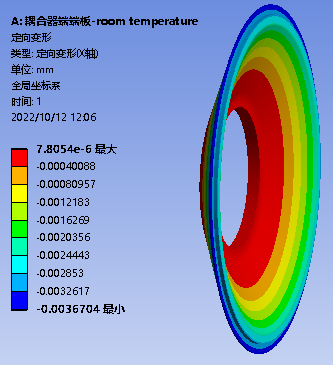 A: 耦合器端端板-room temperature
定向变形
类型: 定向变形(X轴)
单位: mm
全局坐标系
时间: 1
2022/10/12 12:06
7.8054e-6 最大
-0.00040088
-0.00080957
-0.0012183
-0.0016269
-0.0020356
-0.0024443
-0.002853
-0.0032617
-0.0036704 最小